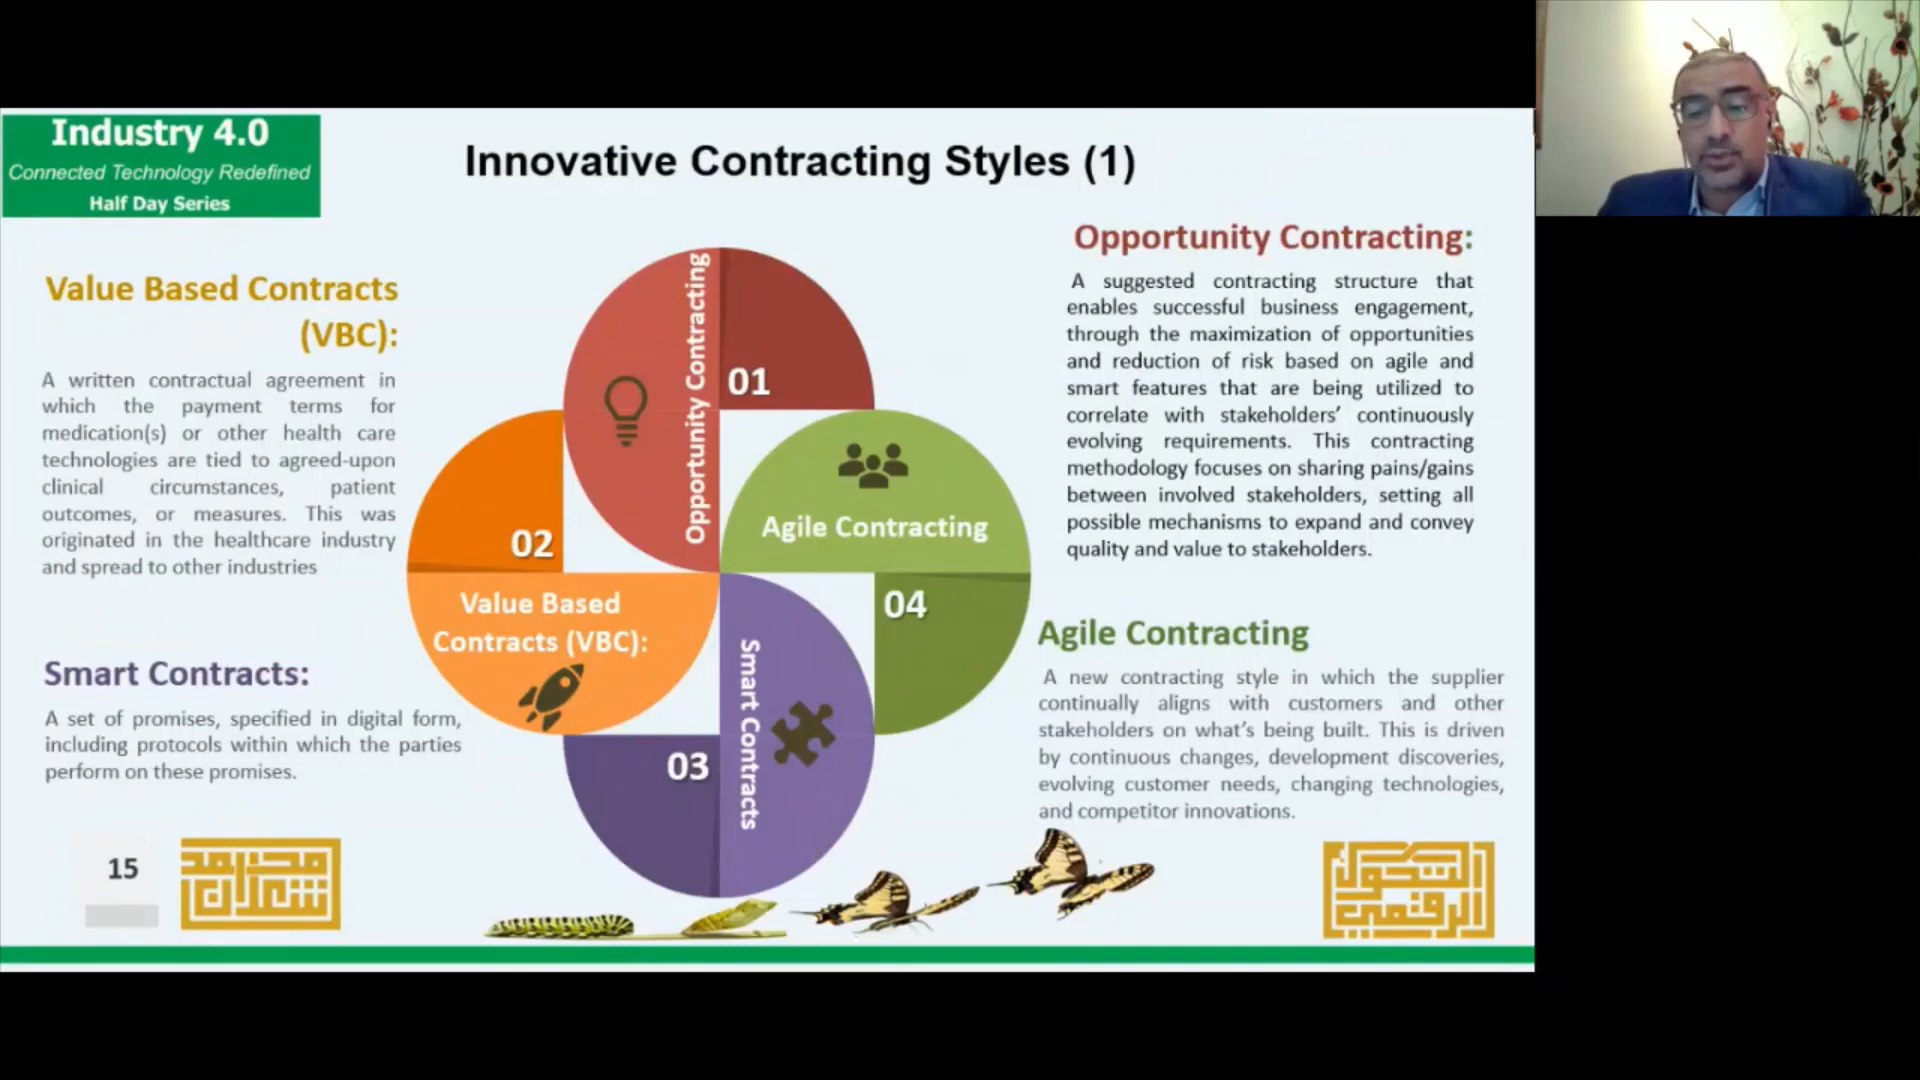 Industry 4.0
Connected Technology Redefined
Half Day Series
Innovative Contracting Styles (1)
Value Based Contracts
(VBC):
A written contractual agreement in
which the payment terms for
medication(s) or other health care
technologies are tied to agreed-upon
clinical circumstances, patient
outcomes, or measures. This was
originated in the healthcare industry
and spread to other industries
Smart Contracts:
A set of promises, specified in digital form,
including protocols within which the parties
perform on these promises.
Opportunity Contracting
01
02
Value Based
Contracts (VBC):
Agile Contracting
04
Smart Contracts
03
Opportunity Contracting:
A suggested contracting structure that
enables successful business engagement,
through the maximization of opportunities
and reduction of risk based on agile and
smart features that are being utilized to
correlate with stakeholders’ continuously
evolving requirements. This contracting
methodology focuses on sharing pains/gains
between involved stakeholders, setting all
possible mechanisms to expand and convey
quality and value to stakeholders.
Agile Contracting
A new contracting style in which the supplier
continually aligns with customers and other
stakeholders on what’s being built. This is driven
by continuous changes, development discoveries,
evolving customer needs, changing technologies,
and competitor innovations.
15
محمد
شعلان
التحول
الرقمي